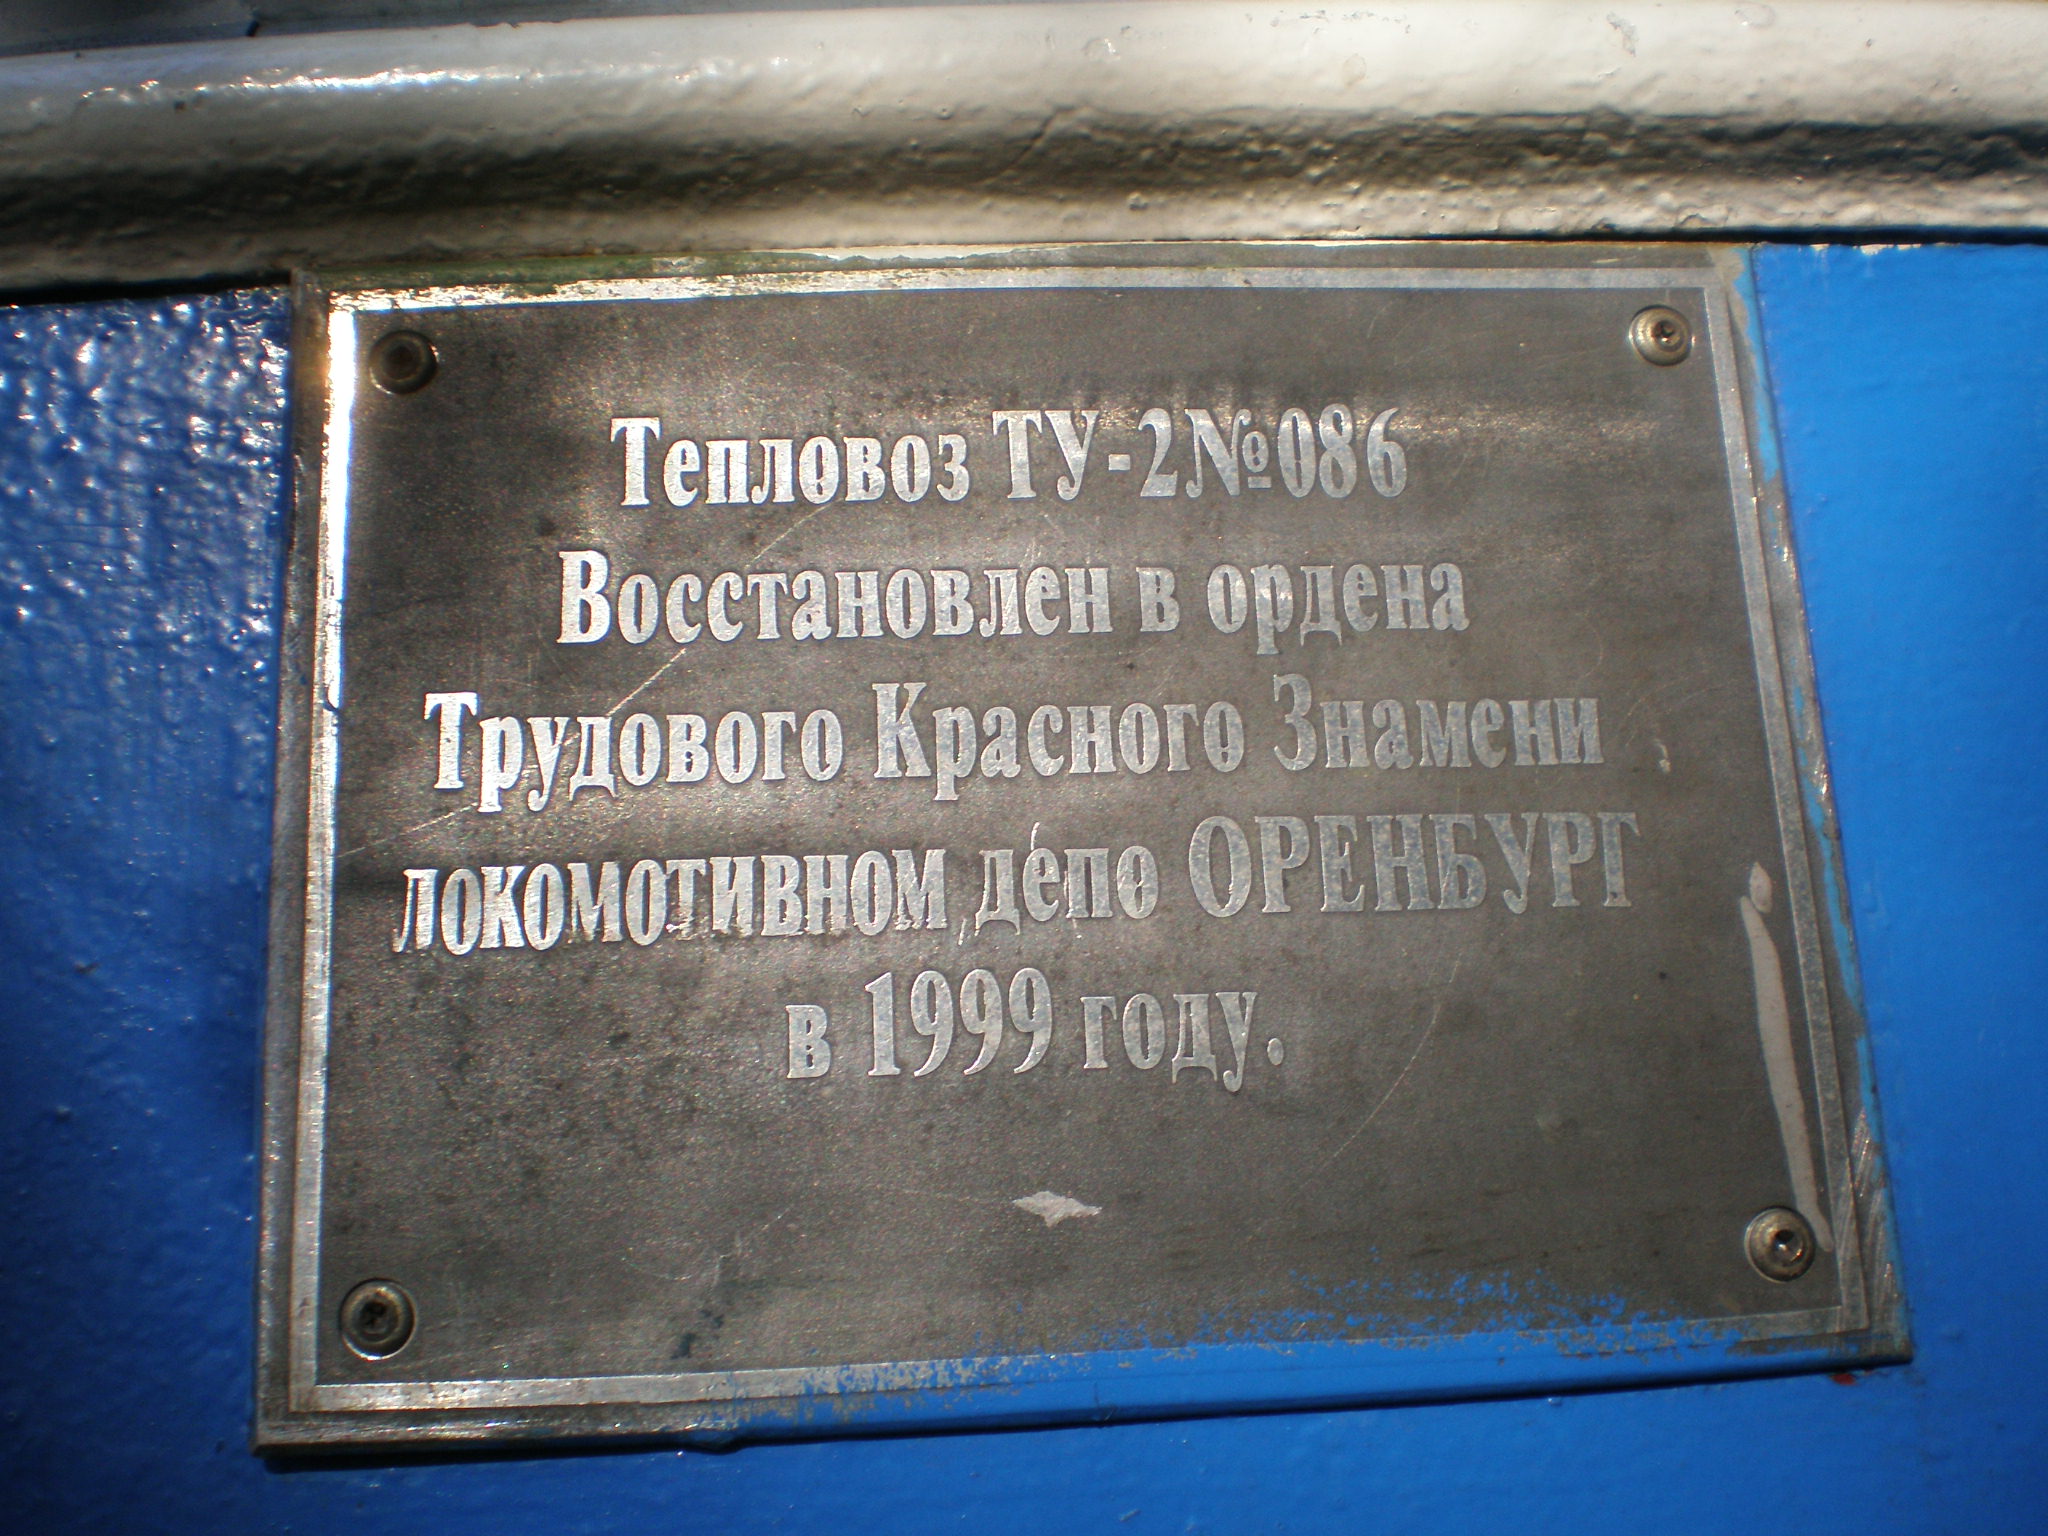 Тепловоз ТУ-2№086
Восстановлен в ордена
Трудового Красного Знамени
локомотивном депо ОРЕНБУРГ
в 1999 году.